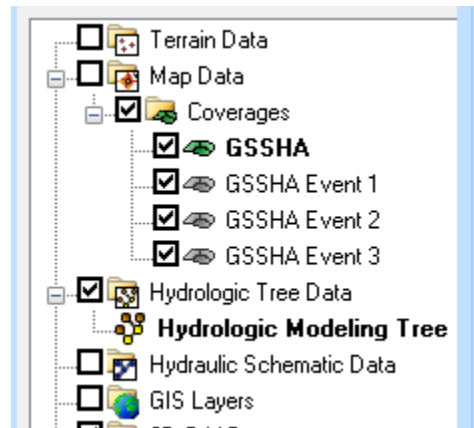 Terrain Data
Map Data
Coverages
GSSHA
GSSHA Event 1
GSSHA Event 2
GSSHA Event 3
Hydrologic Tree Data
Hydrologic Modeling Tree
Hydraulic Schematic Data
GIS Layers